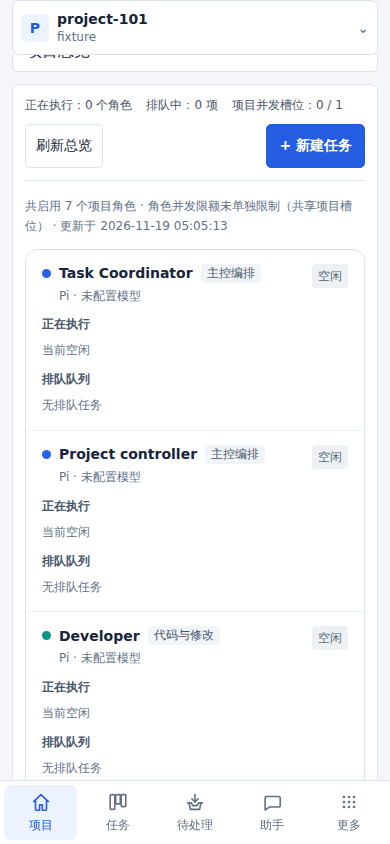 P
project-101
fixture
项目总览
正在执行：0 个角色 排队中：0 项 项目并发槽位：0 / 1
刷新总览
+ 新建任务
共启用 7 个项目角色 · 角色并发限额未单独限制（共享项目槽
位） · 更新于 2026-11-19 05:05:13
Task Coordinator 主控编排 空闲
Pi · 未配置模型
正在执行
当前空闲
排队队列
无排队任务
Project controller 主控编排 空闲
Pi · 未配置模型
正在执行
当前空闲
排队队列
无排队任务
Developer 代码与修改 空闲
Pi · 未配置模型
正在执行
当前空闲
排队队列
无排队任务
项目 任务 待处理 助手 更多